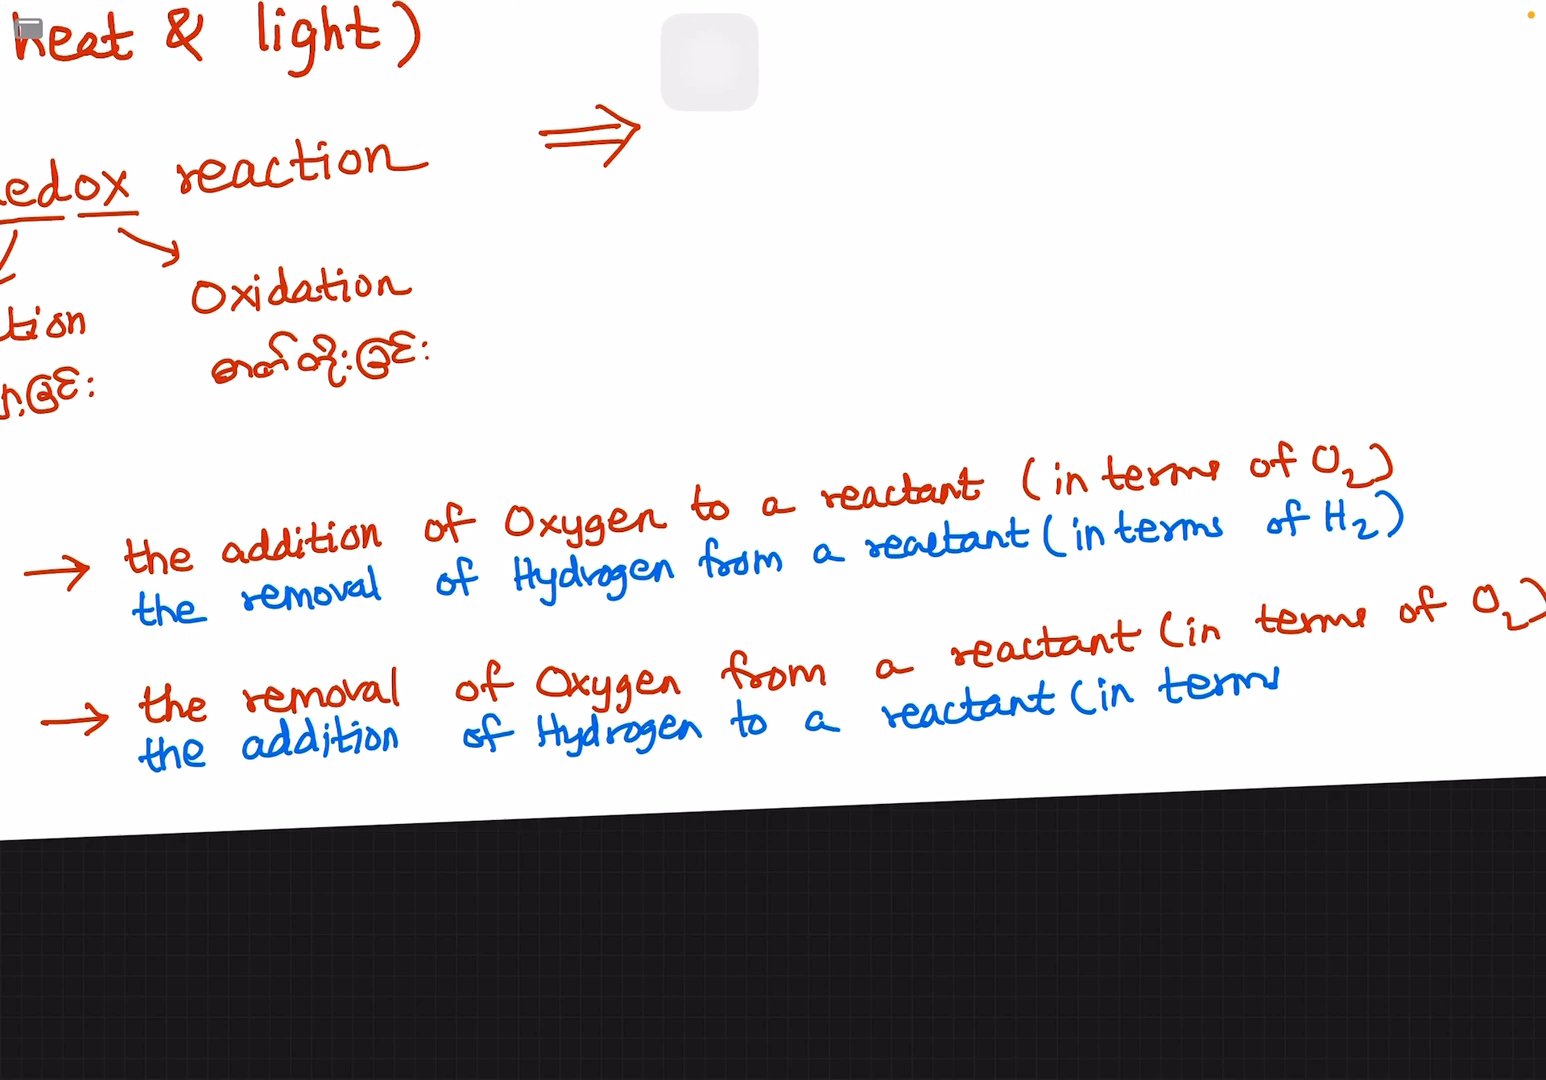 heat & light)
edox reaction ⇒
tion Oxidation
ျခင်း ဓာတ်တိုးခြင်း
→ the addition of Oxygen to a reactant (in terms of O₂)
the removal of Hydrogen from a reactant (in terms of H₂)
→ the removal of Oxygen from a reactant (in terms of O₂)
the addition of Hydrogen to a reactant (in terms